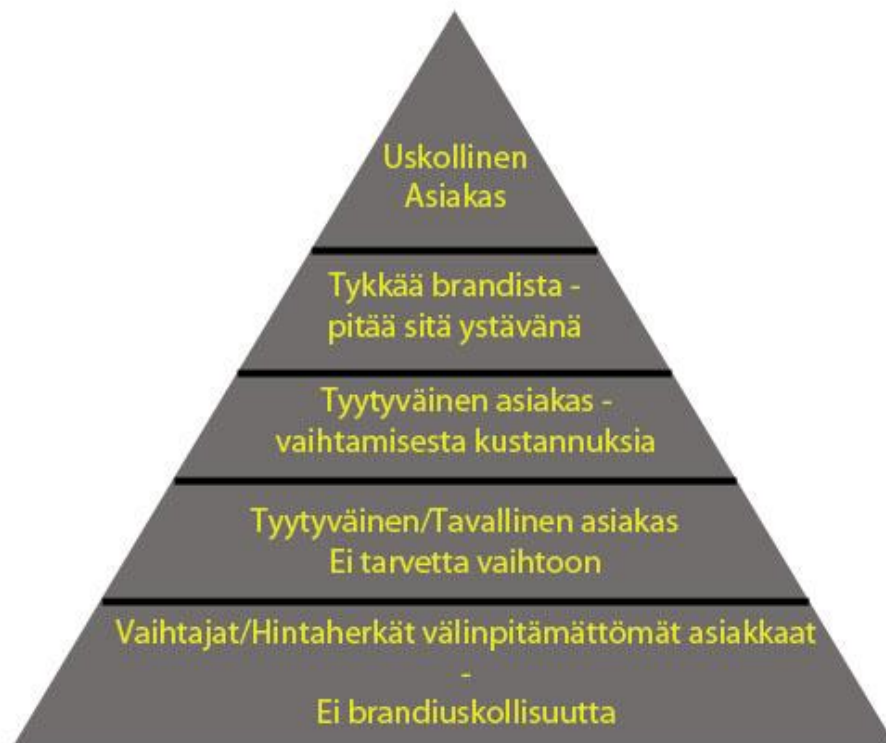 Uskollinen
Asiakas
Tykkää brandista -
pitää sitä ystävänä
Tyytyväinen asiakas -
vaihtamisesta kustannuksia
Tyytyväinen/Tavallinen asiakas
Ei tarvetta vaihtoon
Vaihtajat/Hintaherkät välinpitämättömät asiakkaat
-
Ei brandiuskollisuutta